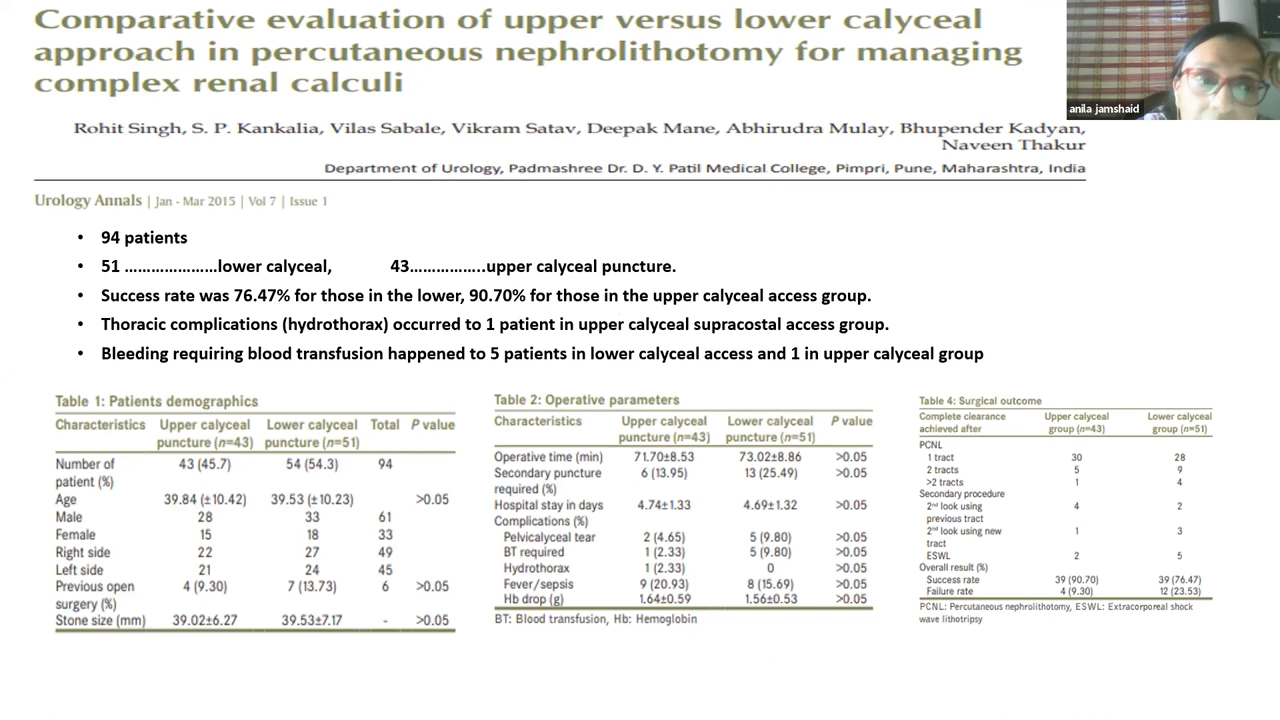 Comparative evaluation of upper versus lower calyceal
approach in percutaneous nephrolithotomy for managing
complex renal calculi
anila jamshaid
Rohit Singh, S. P. Kankalia, Vilas Sabale, Vikram Satav, Deepak Mane, Abhirudra Mulay, Bhupender Kadyan,
Naveen Thakur
Department of Urology, Padmashree Dr. D. Y. Patil Medical College, Pimpri, Pune, Maharashtra, India
Urology Annals | Jan - Mar 2015 | Vol 7 | Issue 1
• 94 patients
• 51 …………………lower calyceal, 43……………..upper calyceal puncture.
• Success rate was 76.47% for those in the lower, 90.70% for those in the upper calyceal access group.
• Thoracic complications (hydrothorax) occurred to 1 patient in upper calyceal supracostal access group.
• Bleeding requiring blood transfusion happened to 5 patients in lower calyceal access and 1 in upper calyceal group
Table 1: Patients demographics
Characteristics Upper calyceal Lower calyceal Total P value
puncture (n=43) puncture (n=51)
Number of 43 (45.7) 54 (54.3) 94
patient (%)
Age 39.84 (±10.42) 39.53 (±10.23) >0.05
Male 28 33 61
Female 15 18 33
Right side 22 27 49
Left side 21 24 45
Previous open 4 (9.30) 7 (13.73) 6 >0.05
surgery (%)
Stone size (mm) 39.02±6.27 39.53±7.17 - >0.05
Table 2: Operative parameters
Characteristics Upper calyceal Lower calyceal P value
puncture (n=43) puncture (n=51)
Operative time (min) 71.70±8.53 73.02±8.86 >0.05
Secondary puncture 6 (13.95) 13 (25.49) >0.05
required (%)
Hospital stay in days 4.74±1.33 4.69±1.32 >0.05
Complications (%)
Pelvicalyceal tear 2 (4.65) 5 (9.80) >0.05
BT required 1 (2.33) 5 (9.80) >0.05
Hydrothorax 1 (2.33) 0 >0.05
Fever/sepsis 9 (20.93) 8 (15.69) >0.05
Hb drop (g) 1.64±0.59 1.56±0.53 >0.05
BT: Blood transfusion, Hb: Hemoglobin
Table 4: Surgical outcome
Complete clearance Upper calyceal Lower calyceal
achieved after group (n=43) group (n=51)
PCNL
1 tract 30 28
2 tracts 5 9
>2 tracts 1 4
Secondary procedure
2nd look using 4 2
previous tract
2nd look using new 1 3
tract
ESWL 2 5
Overall result (%)
Success rate 39 (90.70) 39 (76.47)
Failure rate 4 (9.30) 12 (23.53)
PCNL: Percutaneous nephrolithotomy, ESWL: Extracorporeal shock
wave lithotripsy